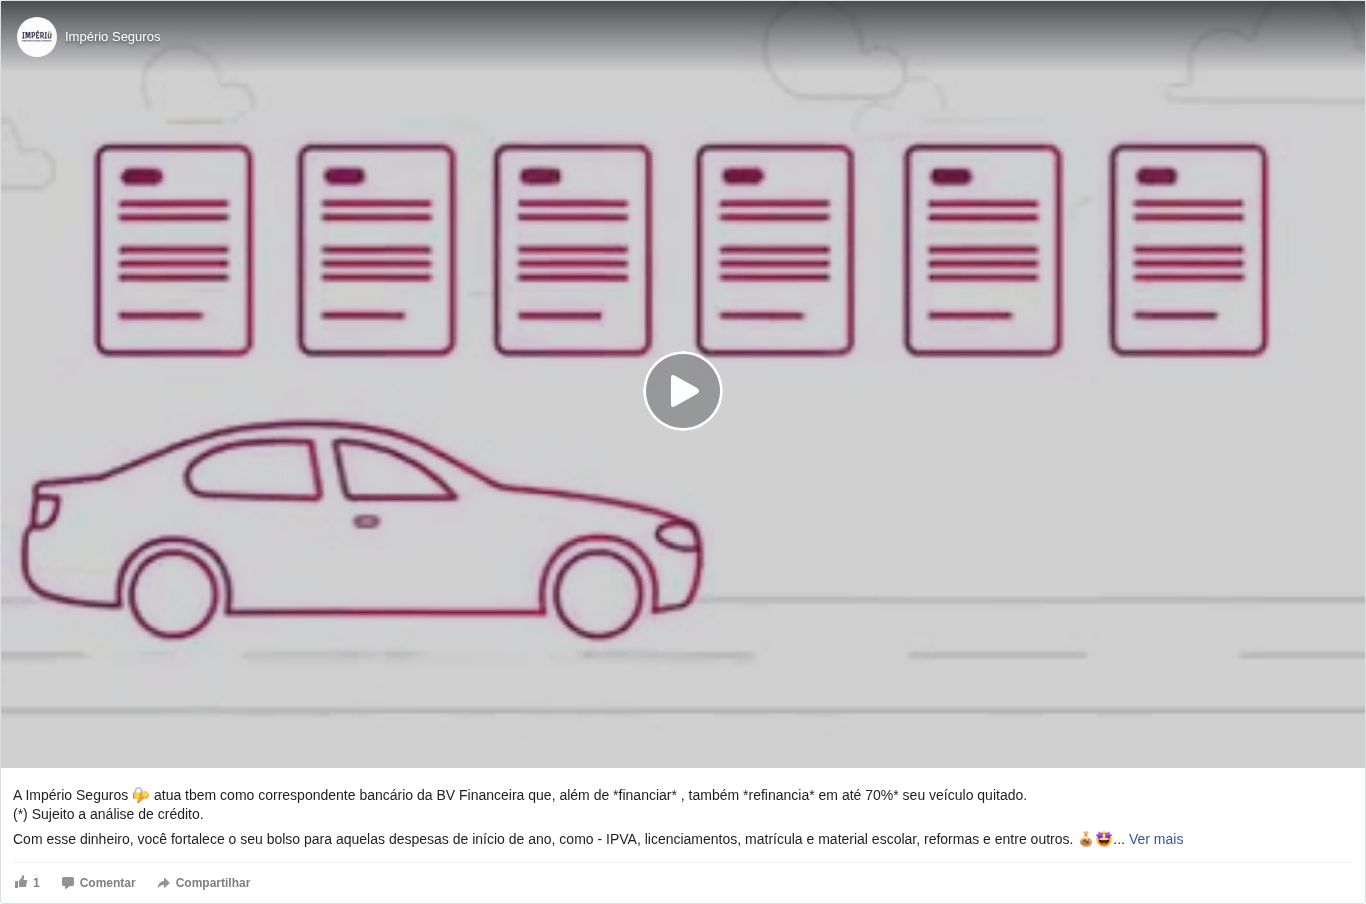 IMPÉRIO
Império Seguros
A Império Seguros 🔐 atua tbem como correspondente bancário da BV Financeira que, além de *financiar* , também *refinancia* em até 70%* seu veículo quitado.
(*) Sujeito a análise de crédito.
Com esse dinheiro, você fortalece o seu bolso para aquelas despesas de início de ano, como - IPVA, licenciamentos, matrícula e material escolar, reformas e entre outros. 💰🤩... Ver mais
1 Comentar Compartilhar